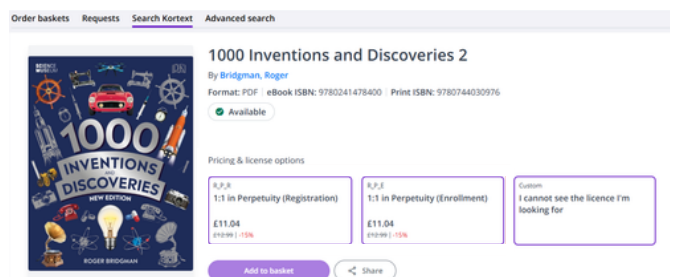 Order baskets Requests Search Kortext Advanced search
SCIENCE MUSEUM
DK
1000
INVENTIONS
AND
DISCOVERIES
NEW EDITION
ROGER BRIDGMAN
1000 Inventions and Discoveries 2
By Bridgman, Roger
Format: PDF | eBook ISBN: 9780241478400 | Print ISBN: 9780744030976
Available
Pricing & license options
R_P_R
1:1 in Perpetuity (Registration)
£11.04
£12.99 | -15%
R_P_E
1:1 in Perpetuity (Enrollment)
£11.04
£12.99 | -15%
Custom
I cannot see the licence I'm
looking for
Add to basket
Share